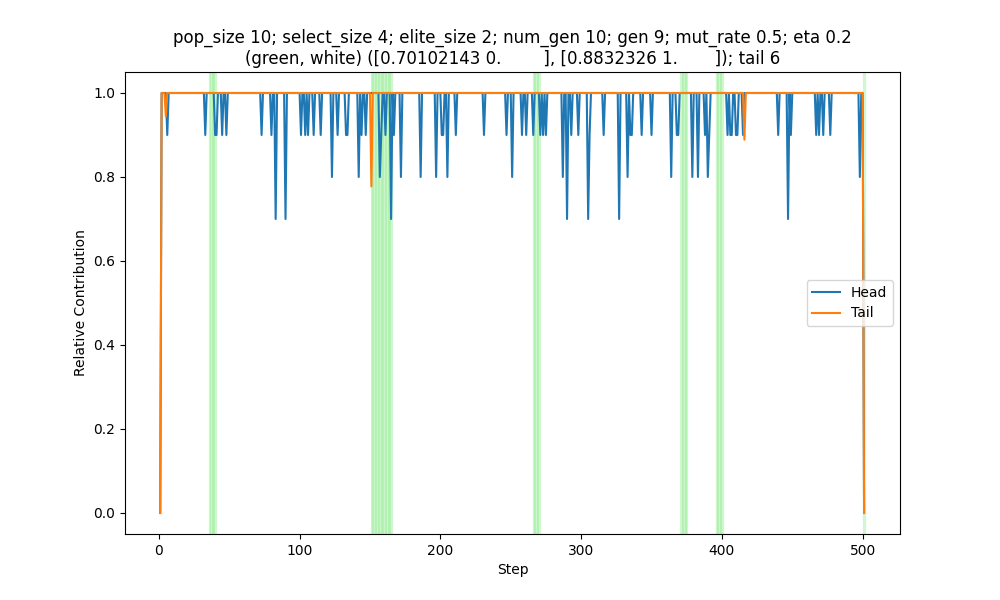 pop_size 10; select_size 4; elite_size 2; num_gen 10; gen 9; mut_rate 0.5; eta 0.2
(green, white) ([0.70102143 0.        ], [0.8832326 1.       ]); tail 6
1.0
0.8
0.6
0.4
0.2
0.0
Relative Contribution
Head
Tail
0 100 200 300 400 500
Step